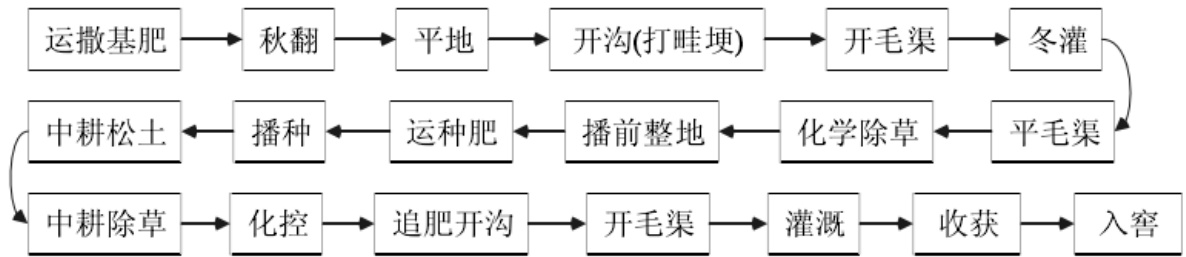 运撒基肥 秋翻 平地 开沟(打畦埂) 开毛渠 冬灌
中耕松土 播种 运种肥 播前整地 化学除草 平毛渠
中耕除草 化控 追肥开沟 开毛渠 灌溉 收获 入窖